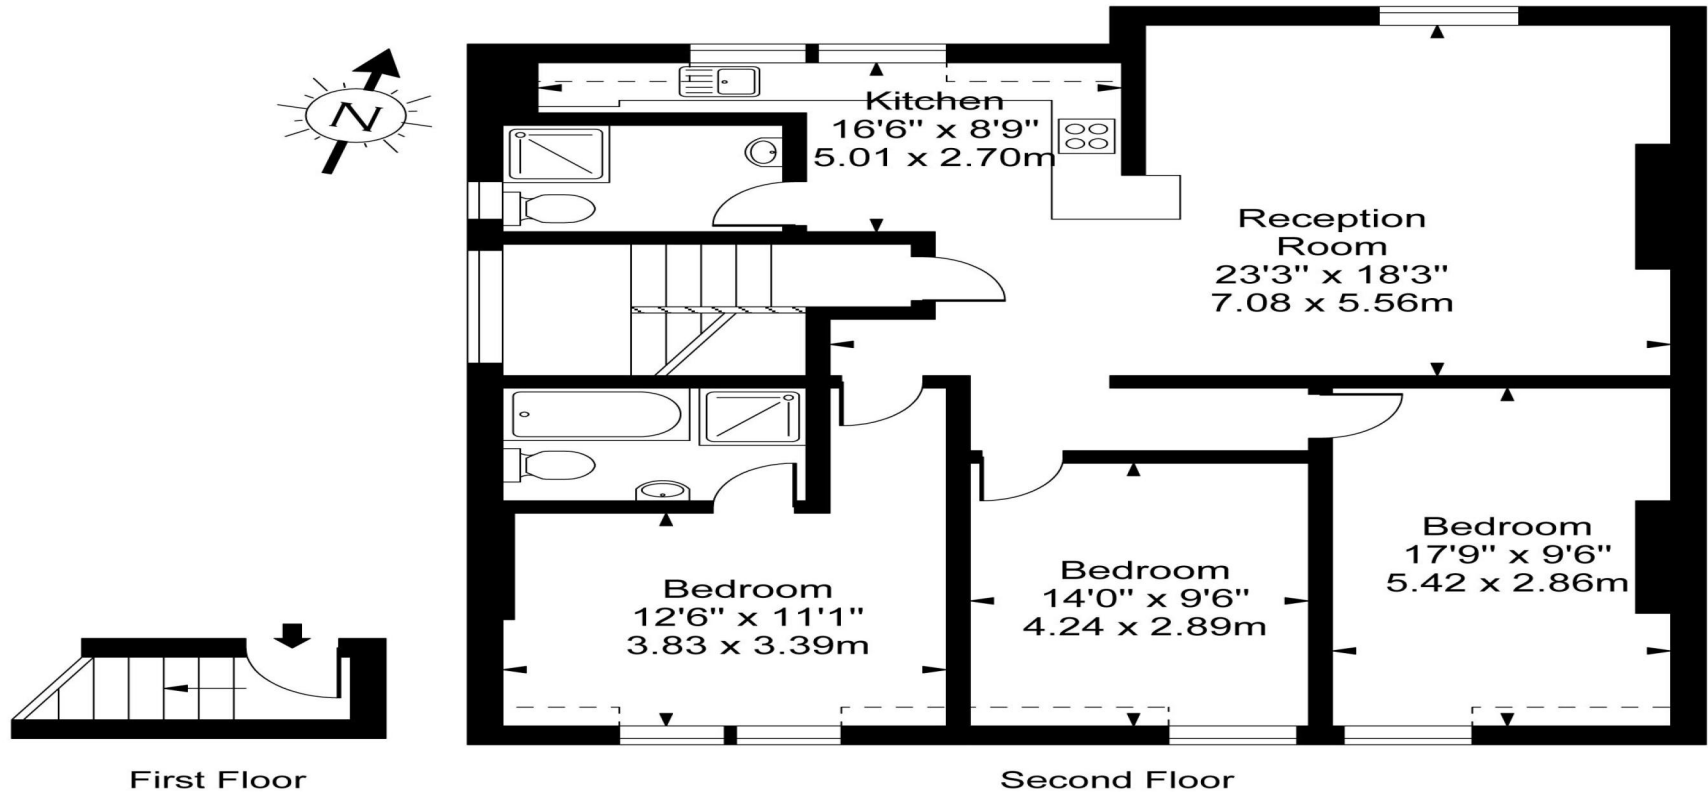 N
Kitchen
16'6" x 8'9"
5.01 x 2.70m
Reception
Room
23'3" x 18'3"
7.08 x 5.56m
Bedroom
12'6" x 11'1"
3.83 x 3.39m
Bedroom
14'0" x 9'6"
4.24 x 2.89m
Bedroom
17'9" x 9'6"
5.42 x 2.86m
First Floor
Second Floor